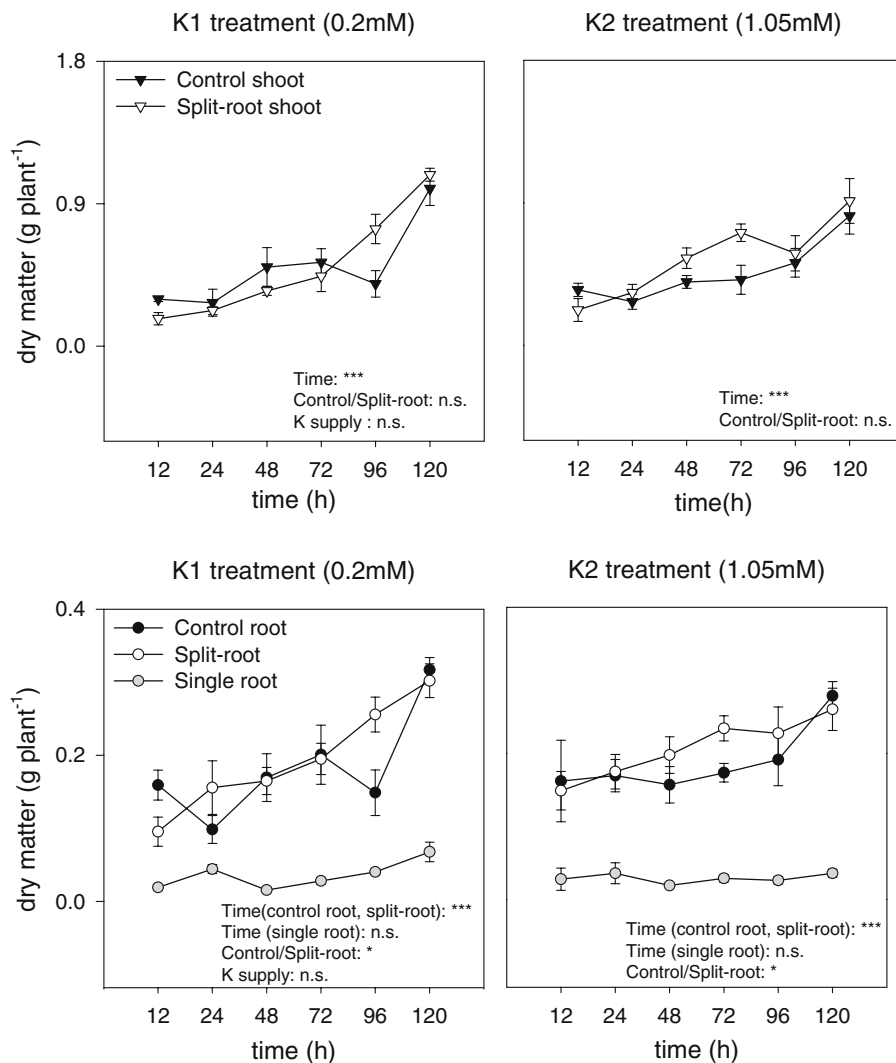 K1 treatment (0.2mM)
K2 treatment (1.05mM)
1.8
0.9
0.0
dry matter (g plant⁻¹)
Control shoot
Split-root shoot
Time: ***
Control/Split-root: n.s.
K supply : n.s.
12 24 48 72 96 120
time (h)
Time: ***
Control/Split-root: n.s.
12 24 48 72 96 120
time(h)
K1 treatment (0.2mM)
K2 treatment (1.05mM)
0.4
0.2
0.0
dry matter (g plant⁻¹)
Control root
Split-root
Single root
Time(control root, split-root): ***
Time (single root): n.s.
Control/Split-root: *
K supply: n.s.
12 24 48 72 96 120
time (h)
Time (control root, split-root): ***
Time (single root): n.s.
Control/Split-root: *
12 24 48 72 96 120
time (h)